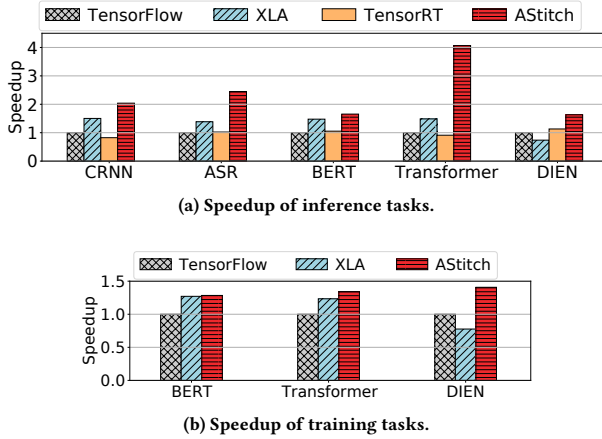 TensorFlow XLA TensorRT AStitch
Speedup
4
3
2
1
0
CRNN ASR BERT Transformer DIEN
(a) Speedup of inference tasks.
TensorFlow XLA AStitch
Speedup
1.5
1.0
0.5
0.0
BERT Transformer DIEN
(b) Speedup of training tasks.